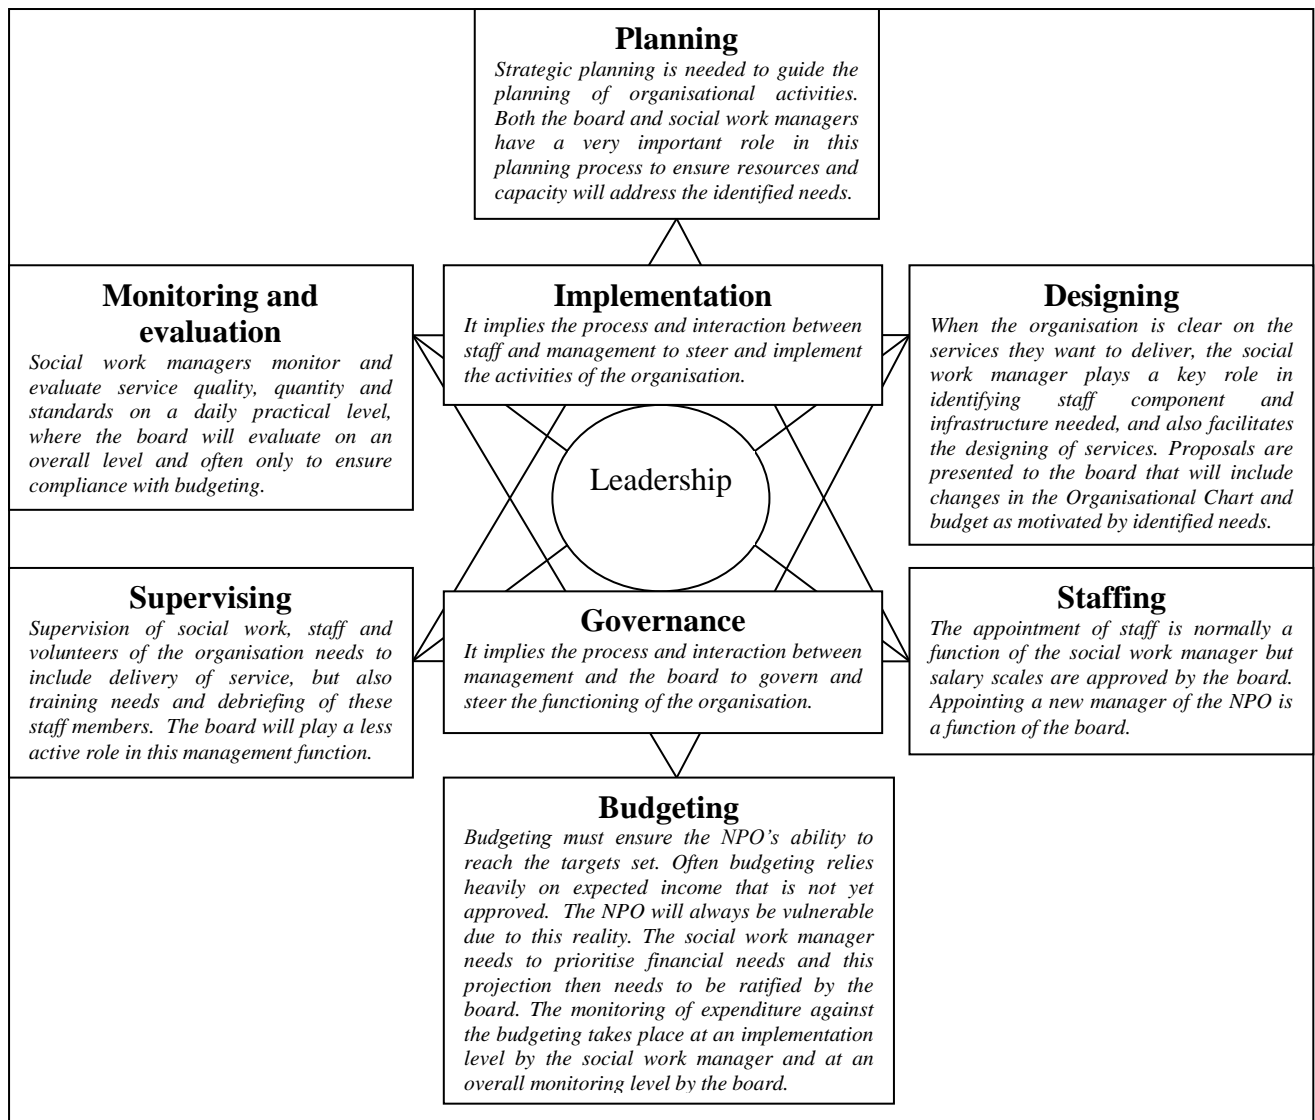 Planning
Strategic planning is needed to guide the
planning of organisational activities.
Both the board and social work managers
have a very important role in this
planning process to ensure resources and
capacity will address the identified needs.
Monitoring and
evaluation
Social work managers monitor and
evaluate service quality, quantity and
standards on a daily practical level,
where the board will evaluate on an
overall level and often only to ensure
compliance with budgeting.
Implementation
It implies the process and interaction between
staff and management to steer and implement
the activities of the organisation.
Designing
When the organisation is clear on the
services they want to deliver, the social
work manager plays a key role in
identifying staff component and
infrastructure needed, and also facilitates
the designing of services. Proposals are
presented to the board that will include
changes in the Organisational Chart and
budget as motivated by identified needs.
Leadership
Supervising
Supervision of social work, staff and
volunteers of the organisation needs to
include delivery of service, but also
training needs and debriefing of these
staff members. The board will play a less
active role in this management function.
Governance
It implies the process and interaction between
management and the board to govern and
steer the functioning of the organisation.
Staffing
The appointment of staff is normally a
function of the social work manager but
salary scales are approved by the board.
Appointing a new manager of the NPO is
a function of the board.
Budgeting
Budgeting must ensure the NPO's ability to
reach the targets set. Often budgeting relies
heavily on expected income that is not yet
approved. The NPO will always be vulnerable
due to this reality. The social work manager
needs to prioritise financial needs and this
projection then needs to be ratified by the
board. The monitoring of expenditure against
the budgeting takes place at an implementation
level by the social work manager and at an
overall monitoring level by the board.